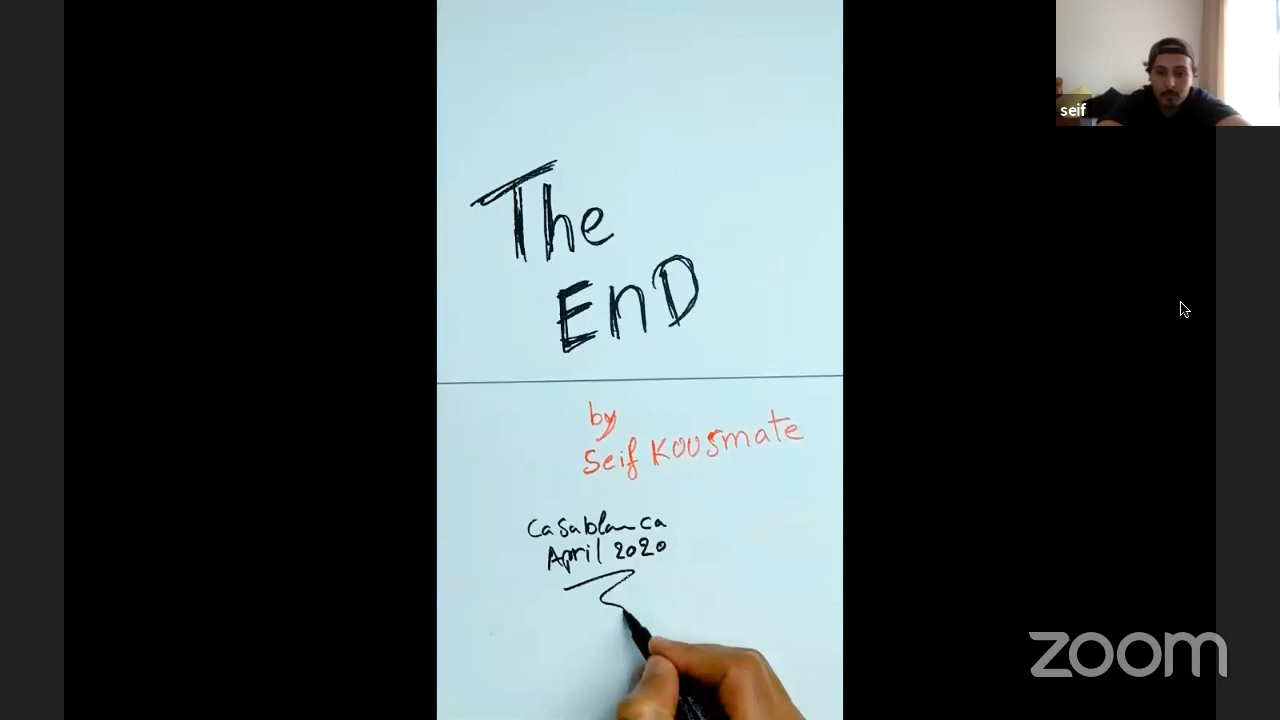 The
EnD
by
Seif Kousmate
Casablanca
April 2020
seif
zoom